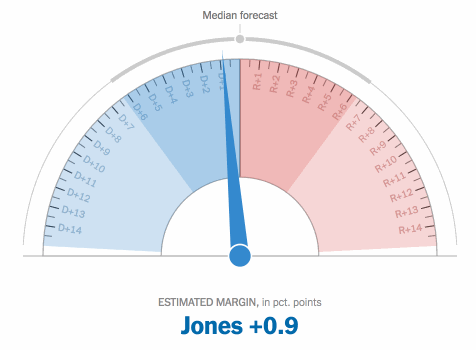 Median forecast
D+14
D+13
D+12
D+11
D+10
D+9
D+8
D+7
D+6
D+5
D+4
D+3
D+2
D+1
R+1
R+2
R+3
R+4
R+5
R+6
R+7
R+8
R+9
R+10
R+11
R+12
R+13
R+14
ESTIMATED MARGIN, in pct. points
Jones +0.9